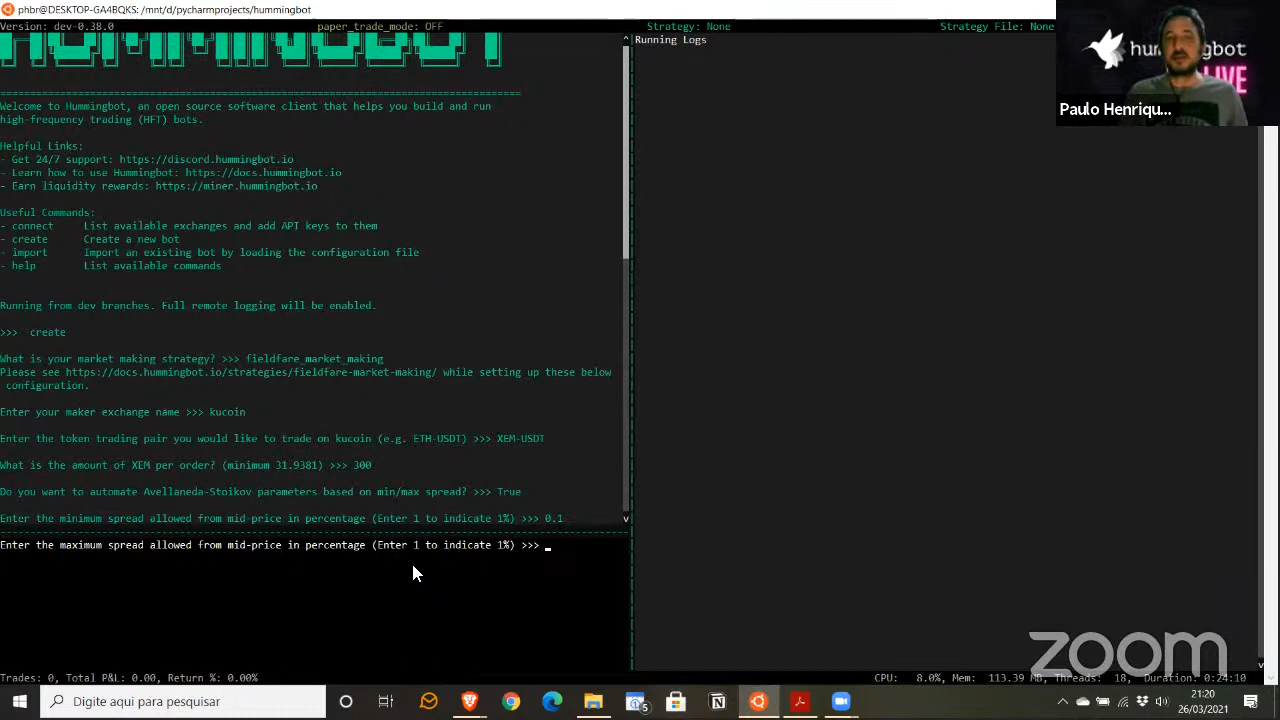 phbr@DESKTOP-GA4BQKS: /mnt/d/pycharmprojects/hummingbot
Version: dev-0.38.0 paper_trade_mode: OFF Strategy: None Strategy File: None
Running Logs
Welcome to Hummingbot, an open source software client that helps you build and run
high-frequency trading (HFT) bots.
Helpful Links:
- Get 24/7 support: https://discord.hummingbot.io
- Learn how to use Hummingbot: https://docs.hummingbot.io
- Earn liquidity rewards: https://miner.hummingbot.io
Useful Commands:
- connect List available exchanges and add API keys to them
- create Create a new bot
- import Import an existing bot by loading the configuration file
- help List available commands
Running from dev branches. Full remote logging will be enabled.
>>> create
What is your market making strategy? >>> fieldfare_market_making
Please see https://docs.hummingbot.io/strategies/fieldfare-market-making/ while setting up these below
configuration.
Enter your maker exchange name >>> kucoin
Enter the token trading pair you would like to trade on kucoin (e.g. ETH-USDT) >>> XEM-USDT
What is the amount of XEM per order? (minimum 31.9381) >>> 300
Do you want to automate Avellaneda-Stoikov parameters based on min/max spread? >>> True
Enter the minimum spread allowed from mid-price in percentage (Enter 1 to indicate 1%) >>> 0.1
Enter the maximum spread allowed from mid-price in percentage (Enter 1 to indicate 1%) >>>
Trades: 0, Total P&L: 0.00, Return %: 0.00% CPU: 8.0%, Mem: 113.39 MB, Threads: 18, Duration: 0:24:10
LIVE
Paulo Henriqu...
zoom
Digite aqui para pesquisar
5
21:20
26/03/2021